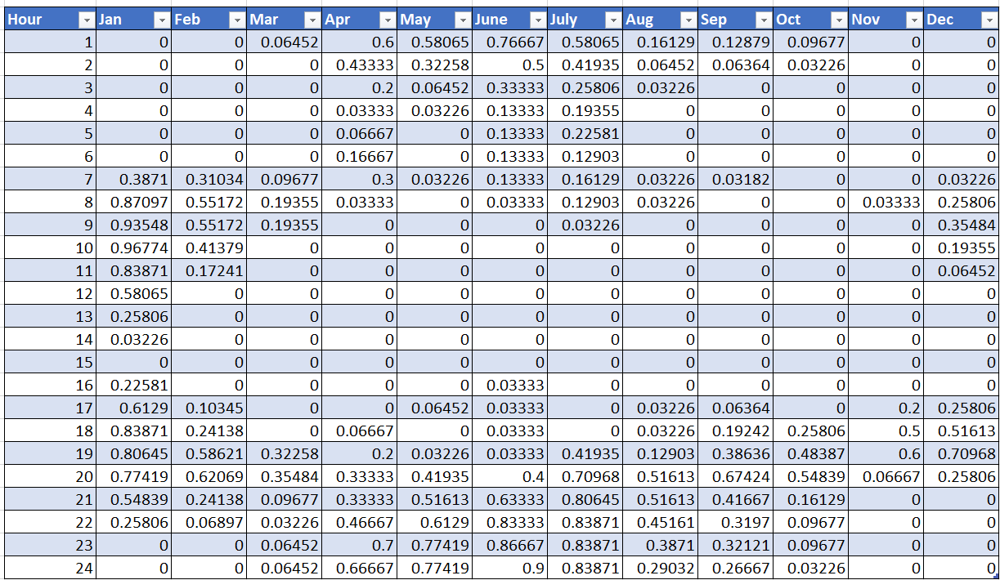 Hour Jan Feb Mar Apr May June July Aug Sep Oct Nov Dec
1 0 0 0.06452 0.6 0.58065 0.76667 0.58065 0.16129 0.12879 0.09677 0 0
2 0 0 0 0.43333 0.32258 0.5 0.41935 0.06452 0.06364 0.03226 0 0
3 0 0 0 0.2 0.06452 0.33333 0.25806 0.03226 0 0 0 0
4 0 0 0 0.03333 0.03226 0.13333 0.19355 0 0 0 0 0
5 0 0 0 0.06667 0 0.13333 0.22581 0 0 0 0 0
6 0 0 0 0.16667 0 0.13333 0.12903 0 0 0 0 0
7 0.3871 0.31034 0.09677 0.3 0.03226 0.13333 0.16129 0.03226 0.03182 0 0 0.03226
8 0.87097 0.55172 0.19355 0.03333 0 0.03333 0.12903 0.03226 0 0 0.03333 0.25806
9 0.93548 0.55172 0.19355 0 0 0 0.03226 0 0 0 0 0.35484
10 0.96774 0.41379 0 0 0 0 0 0 0 0 0 0.19355
11 0.83871 0.17241 0 0 0 0 0 0 0 0 0 0.06452
12 0.58065 0 0 0 0 0 0 0 0 0 0 0
13 0.25806 0 0 0 0 0 0 0 0 0 0 0
14 0.03226 0 0 0 0 0 0 0 0 0 0 0
15 0 0 0 0 0 0 0 0 0 0 0 0
16 0.22581 0 0 0 0 0.03333 0 0 0 0 0 0
17 0.6129 0.10345 0 0 0.06452 0.03333 0 0.03226 0.06364 0 0.2 0.25806
18 0.83871 0.24138 0 0.06667 0 0.03333 0 0.03226 0.19242 0.25806 0.5 0.51613
19 0.80645 0.58621 0.32258 0.2 0.03226 0.03333 0.41935 0.12903 0.38636 0.48387 0.6 0.70968
20 0.77419 0.62069 0.35484 0.33333 0.41935 0.4 0.70968 0.51613 0.67424 0.54839 0.06667 0.25806
21 0.54839 0.24138 0.09677 0.33333 0.51613 0.63333 0.80645 0.51613 0.41667 0.16129 0 0
22 0.25806 0.06897 0.03226 0.46667 0.6129 0.83333 0.83871 0.45161 0.3197 0.09677 0 0
23 0 0 0.06452 0.7 0.77419 0.86667 0.83871 0.3871 0.32121 0.09677 0 0
24 0 0 0.06452 0.66667 0.77419 0.9 0.83871 0.29032 0.26667 0.03226 0 0